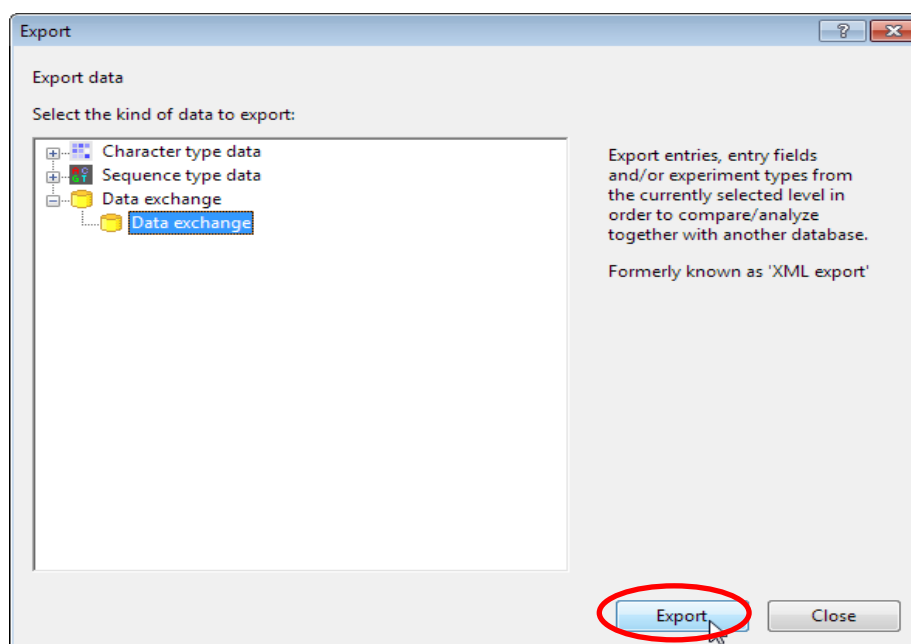 Export
Export data
Select the kind of data to export:
Character type data
Sequence type data
Data exchange
Data exchange
Export entries, entry fields
and/or experiment types from
the currently selected level in
order to compare/analyze
together with another database.
Formerly known as 'XML export'
Export
Close